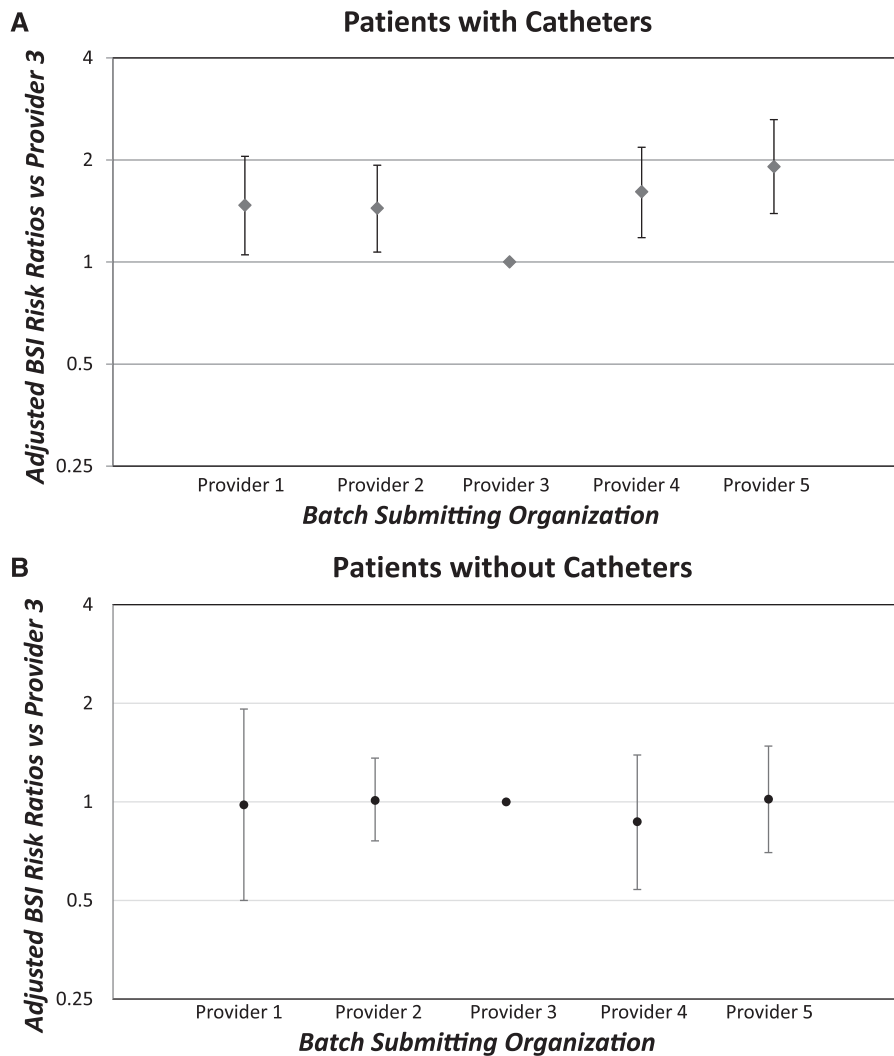 A
Patients with Catheters
Adjusted BSI Risk Ratios vs Provider 3
4
2
1
0.5
0.25
Provider 1 Provider 2 Provider 3 Provider 4 Provider 5
Batch Submitting Organization
B
Patients without Catheters
Adjusted BSI Risk Ratios vs Provider 3
4
2
1
0.5
0.25
Provider 1 Provider 2 Provider 3 Provider 4 Provider 5
Batch Submitting Organization